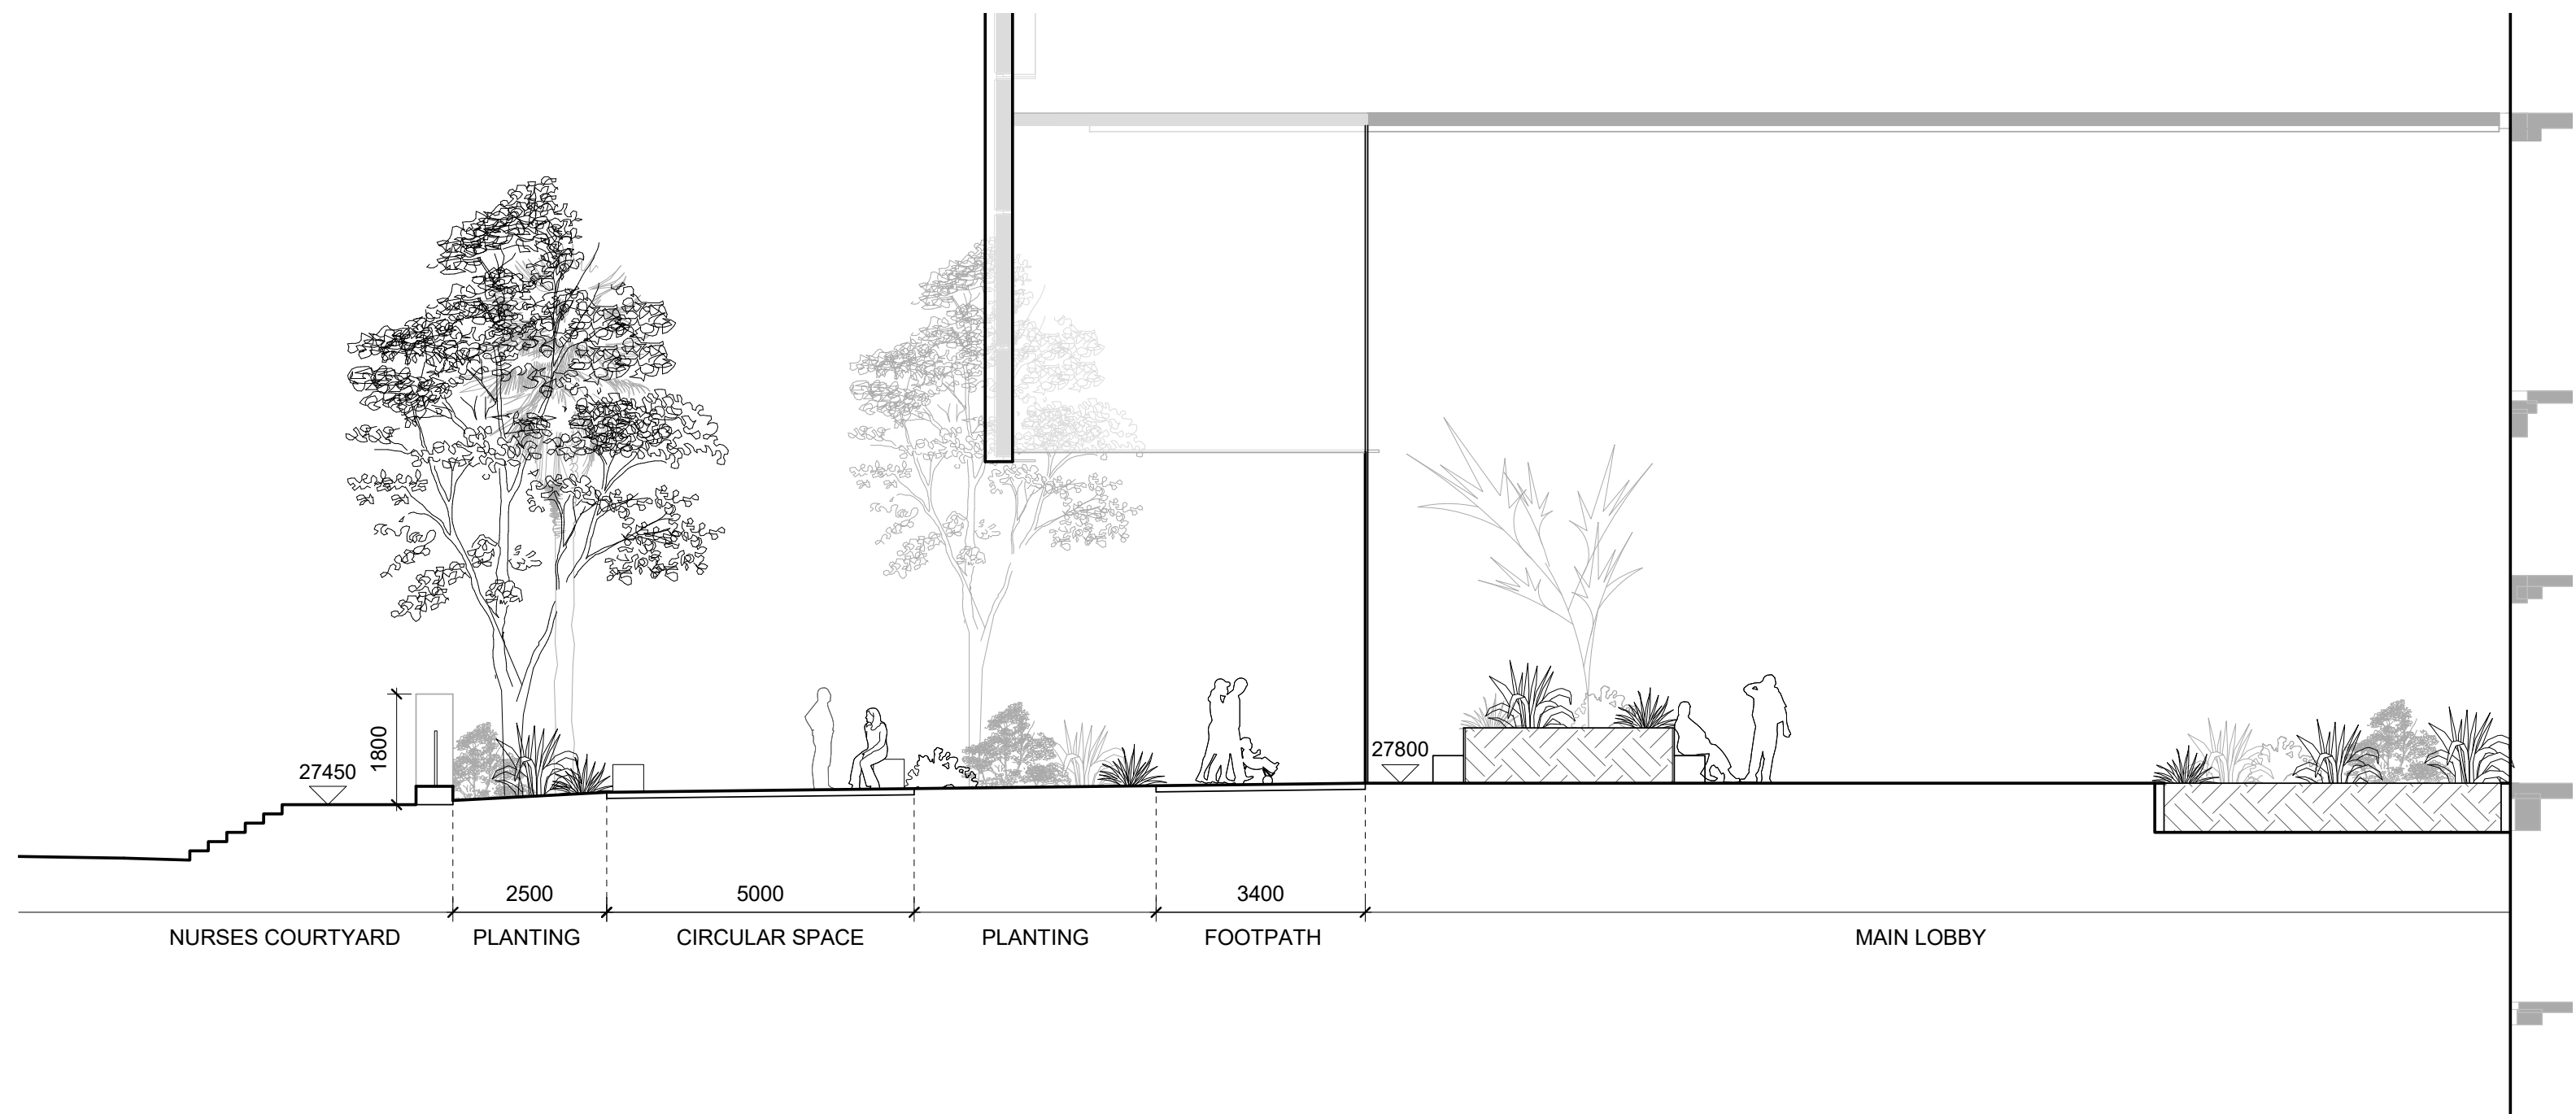 1800
27450
27800
2500
5000
3400
NURSES COURTYARD
PLANTING
CIRCULAR SPACE
PLANTING
FOOTPATH
MAIN LOBBY